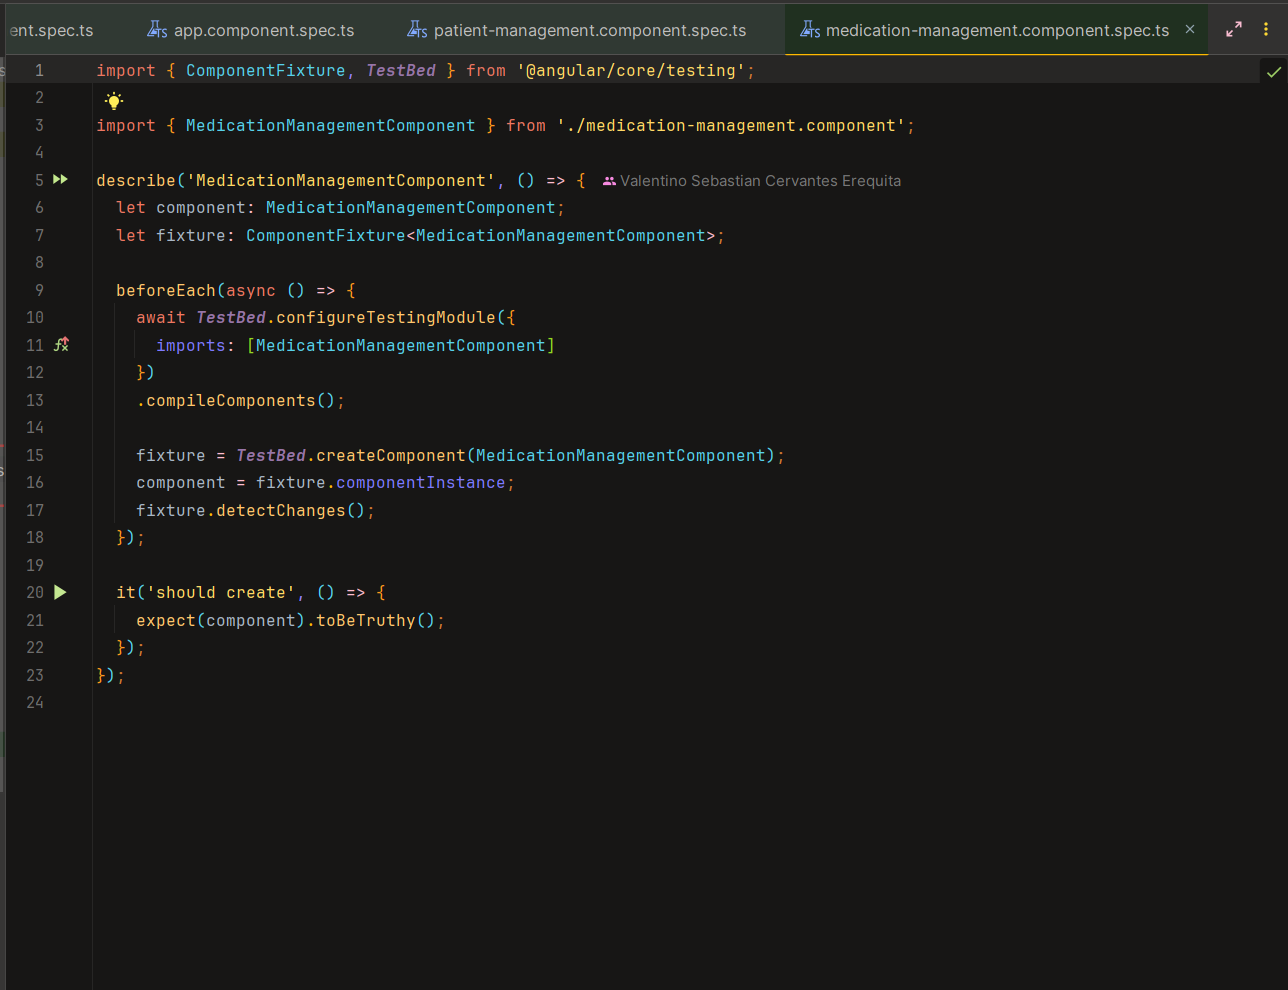 ent.spec.ts app.component.spec.ts patient-management.component.spec.ts medication-management.component.spec.ts
1 import { ComponentFixture, TestBed } from '@angular/core/testing';
2
3 import { MedicationManagementComponent } from './medication-management.component';
4
5 describe('MedicationManagementComponent', () => { Valentino Sebastian Cervantes Erequita
6 let component: MedicationManagementComponent;
7 let fixture: ComponentFixture<MedicationManagementComponent>;
8
9 beforeEach(async () => {
10 await TestBed.configureTestingModule({
11 imports: [MedicationManagementComponent]
12 })
13 .compileComponents();
14
15 fixture = TestBed.createComponent(MedicationManagementComponent);
16 component = fixture.componentInstance;
17 fixture.detectChanges();
18 });
19
20 it('should create', () => {
21 expect(component).toBeTruthy();
22 });
23 });
24